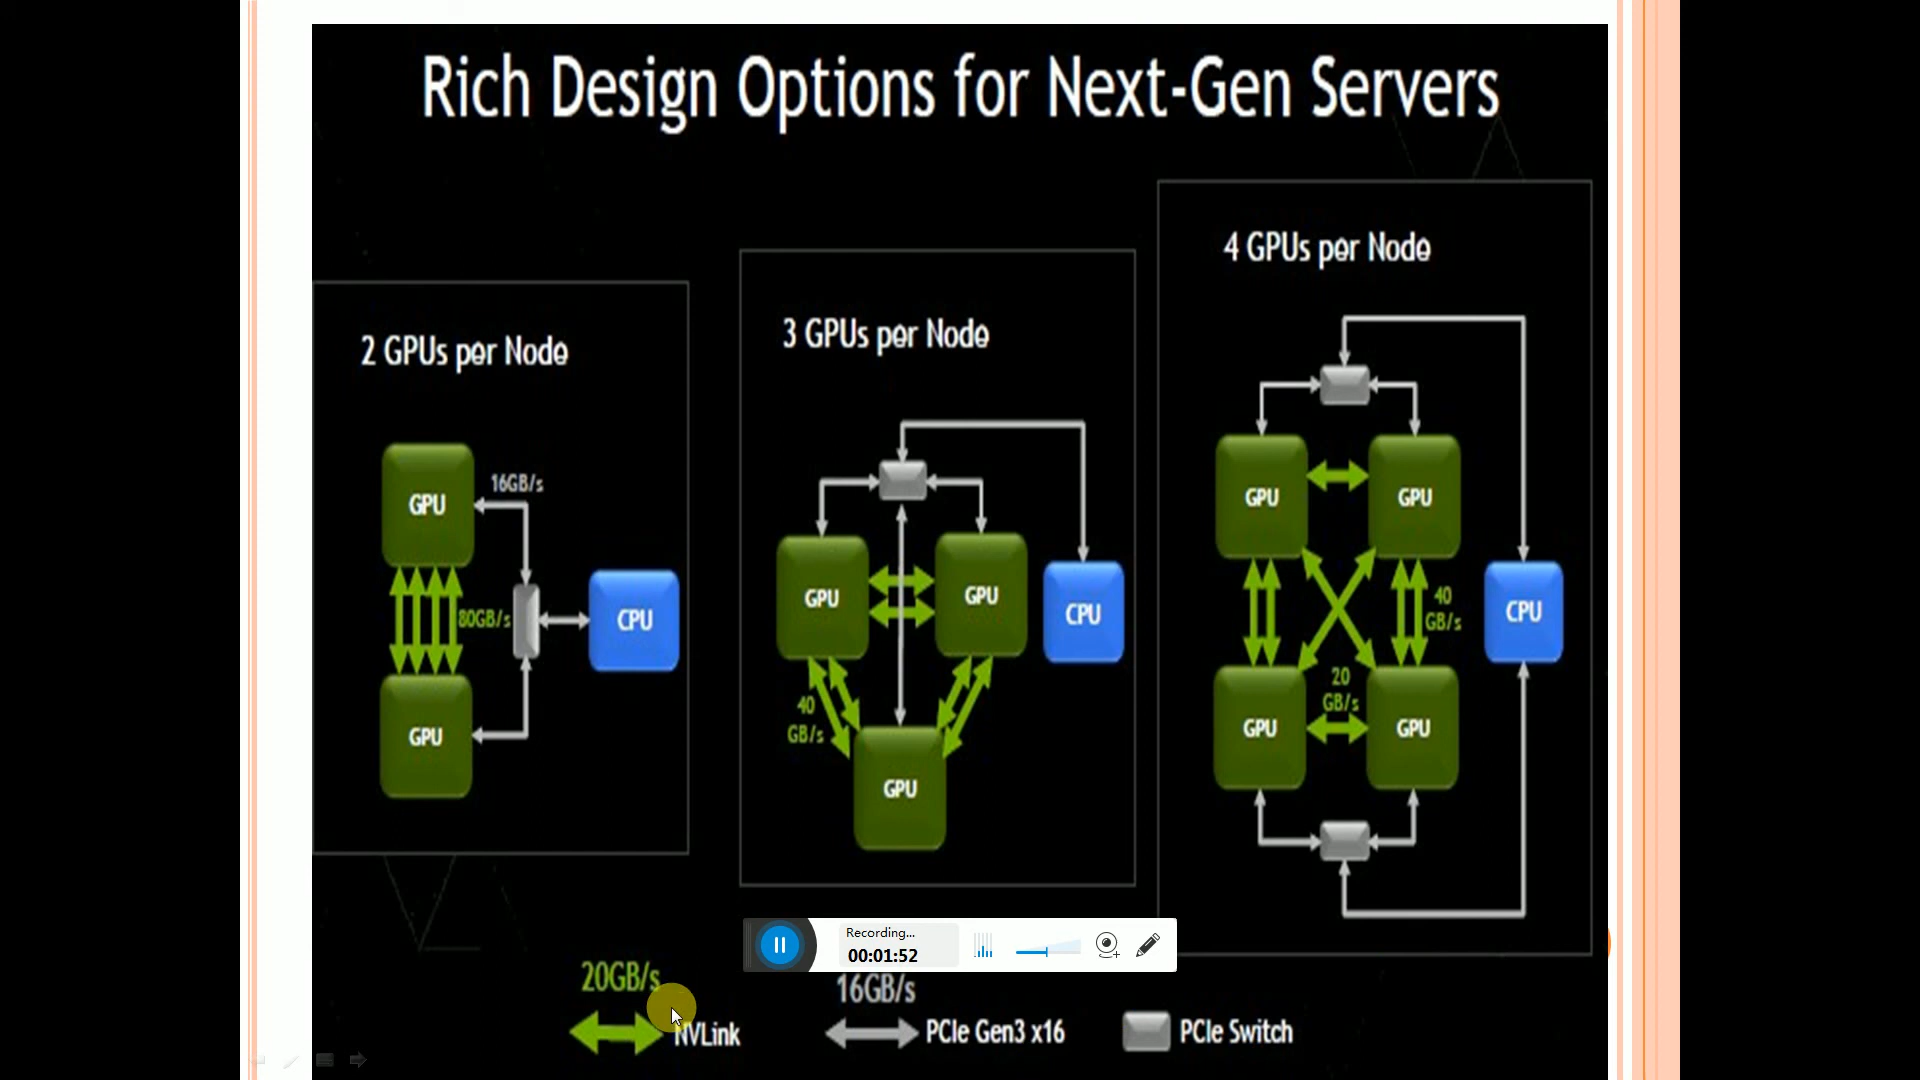 Rich Design Options for Next-Gen Servers
2 GPUs per Node
GPU
16GB/s
80GB/s
CPU
GPU
3 GPUs per Node
GPU
GPU
CPU
40
GB/s
GPU
4 GPUs per Node
GPU
GPU
40
GB/s
CPU
20
GB/s
GPU
GPU
Recording...
00:01:52
20GB/s
NVLink
16GB/s
PCIe Gen3 x16
PCIe Switch